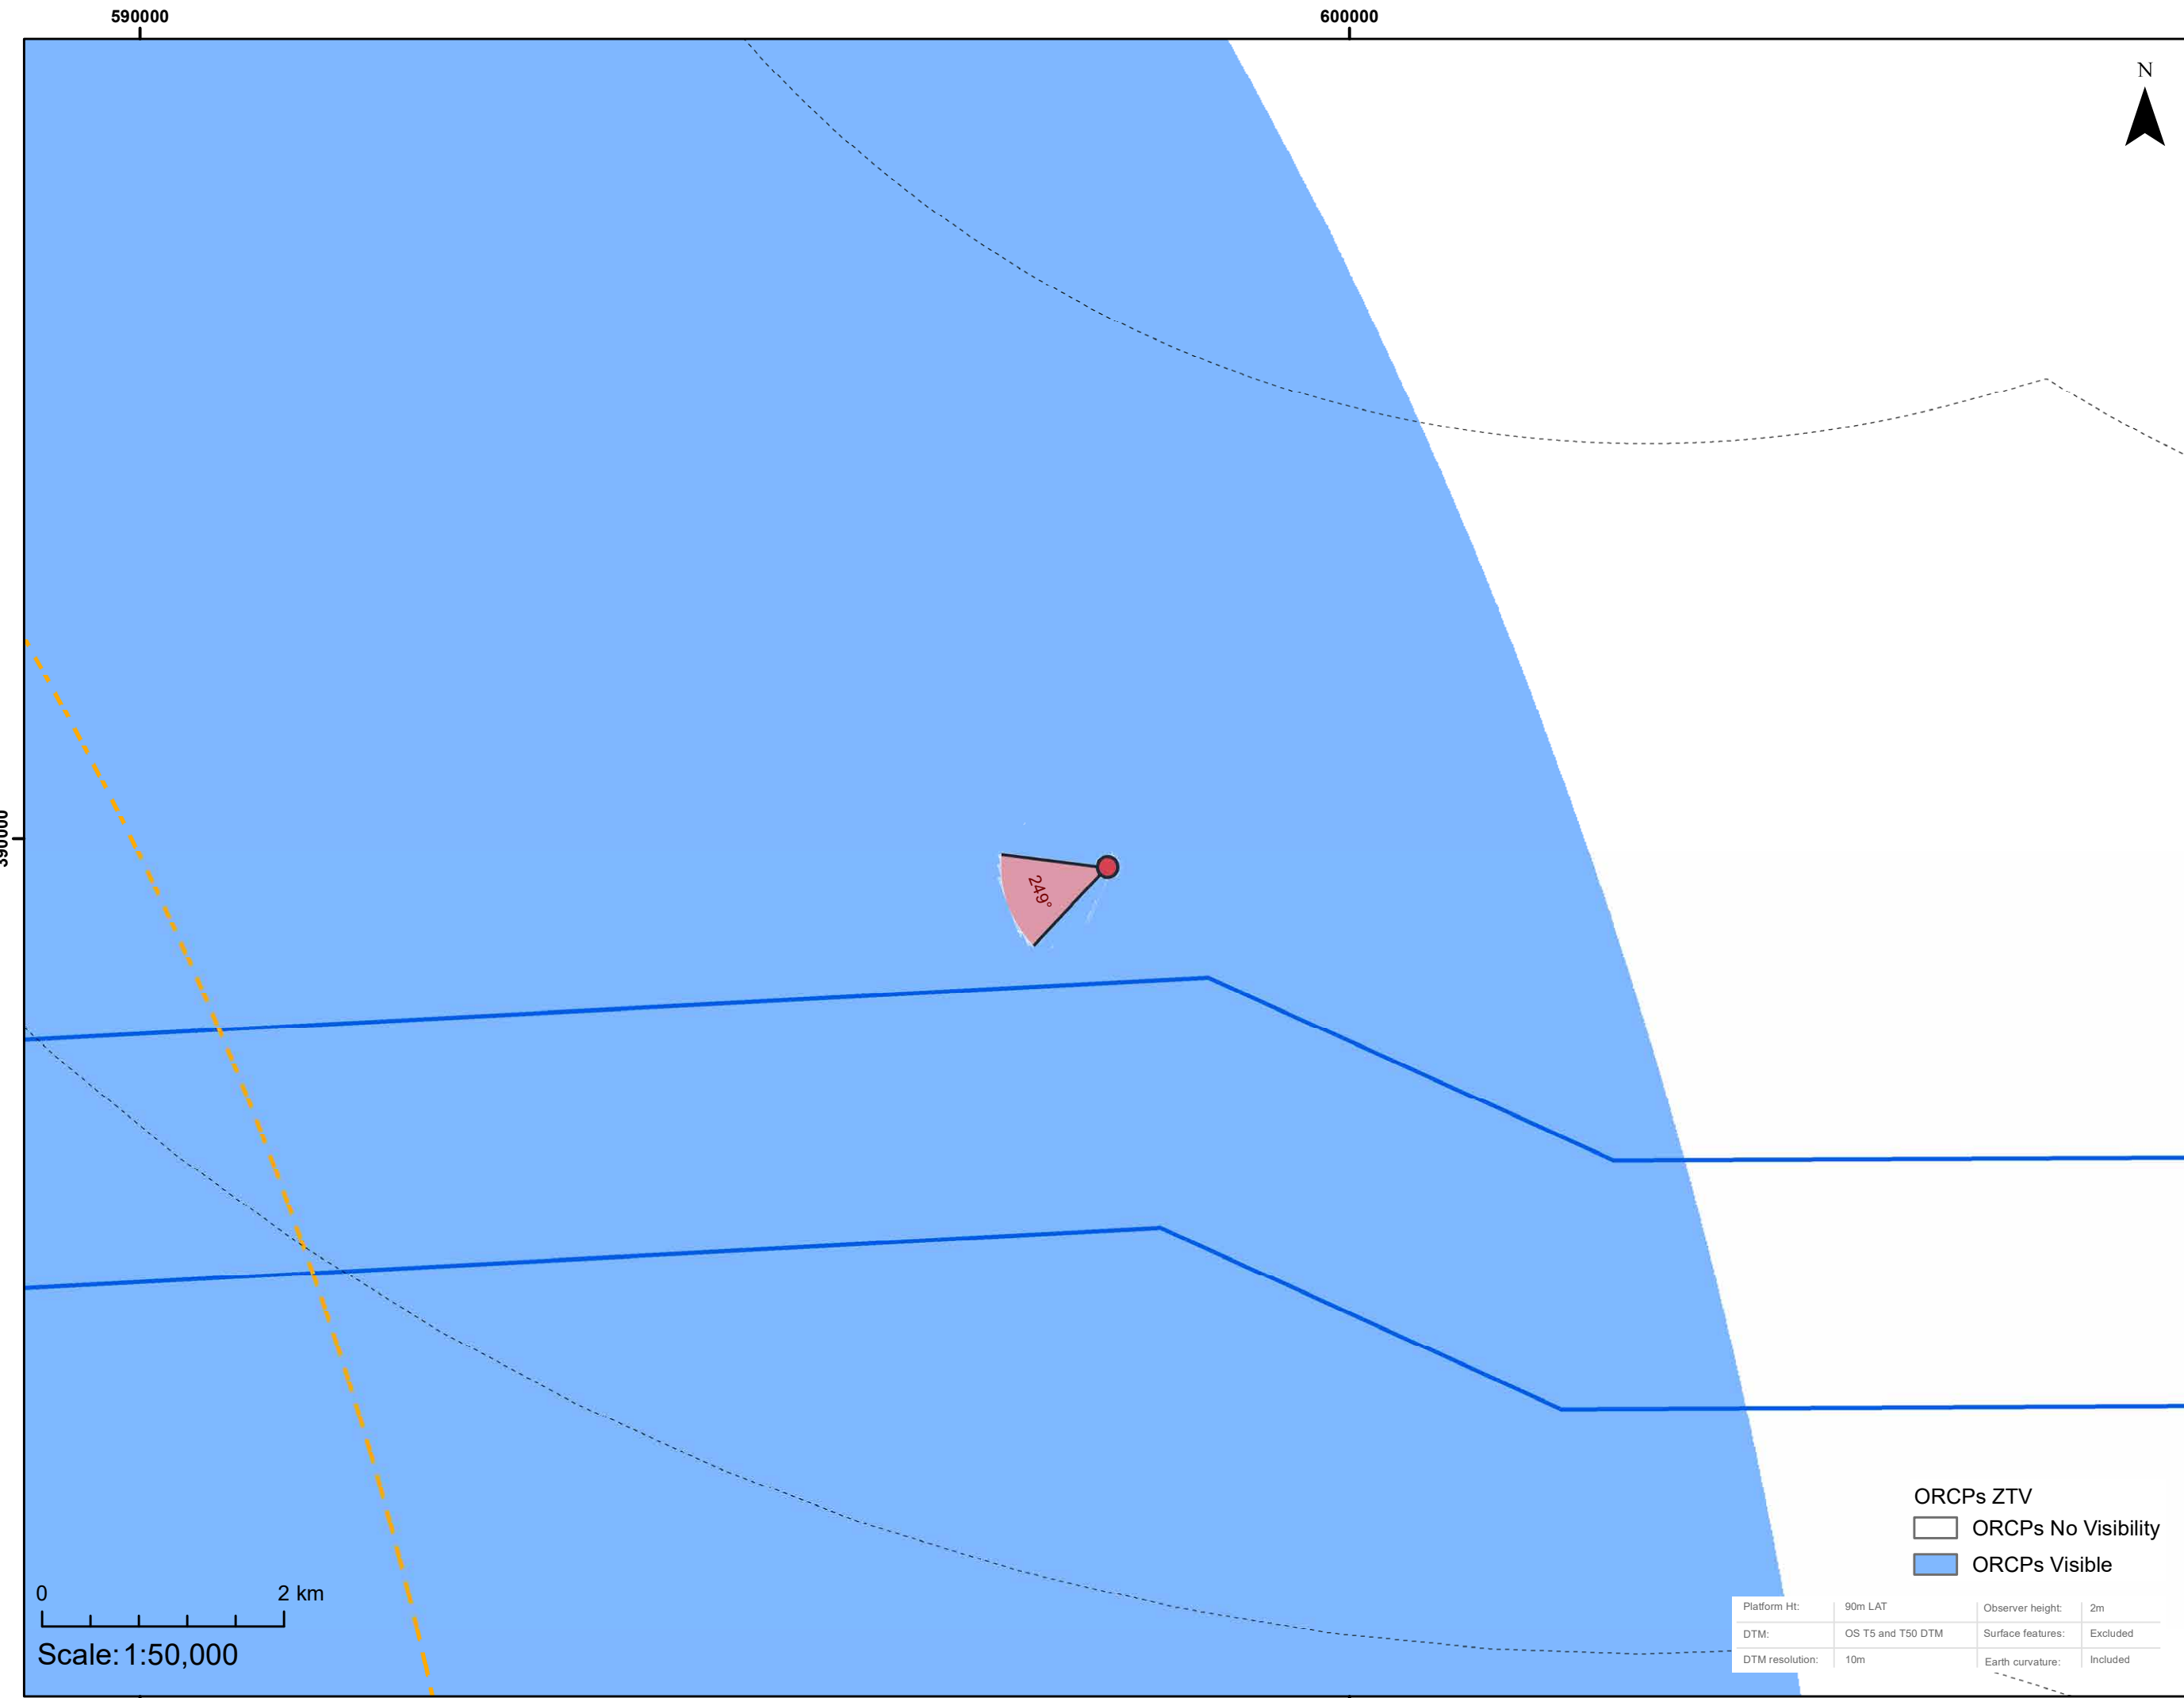 590000
600000
N
390000
249°
ORCPs ZTV
ORCPs No Visibility
ORCPs Visible
0 2 km
Scale: 1:50,000
Platform Ht: 90m LAT Observer height: 2m
DTM: OS T5 and T50 DTM Surface features: Excluded
DTM resolution: 10m Earth curvature: Included